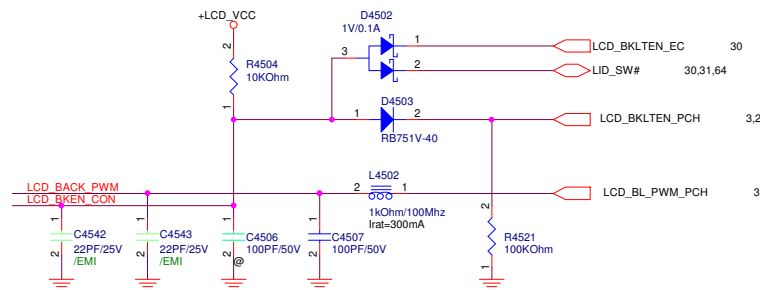 +LCD_VCC
D4502
1V/0.1A
1
LCD_BKLTEN_EC 30
2
R4504
10KOhm
3
2
LID_SW# 30,31,64
1
D4503
1 2
RB751V-40
LCD_BKLTEN_PCH 3,2
LCD_BACK_PWM
LCD_BKEN_CON
L4502
2 1
1kOhm/100Mhz
Irat=300mA
LCD_BL_PWM_PCH 3
1
C4542
22PF/25V
2
/EMI
1
C4543
22PF/25V
2
/EMI
1
C4506
100PF/50V
2
@
1
C4507
100PF/50V
2
2
R4521
100KOhm
1